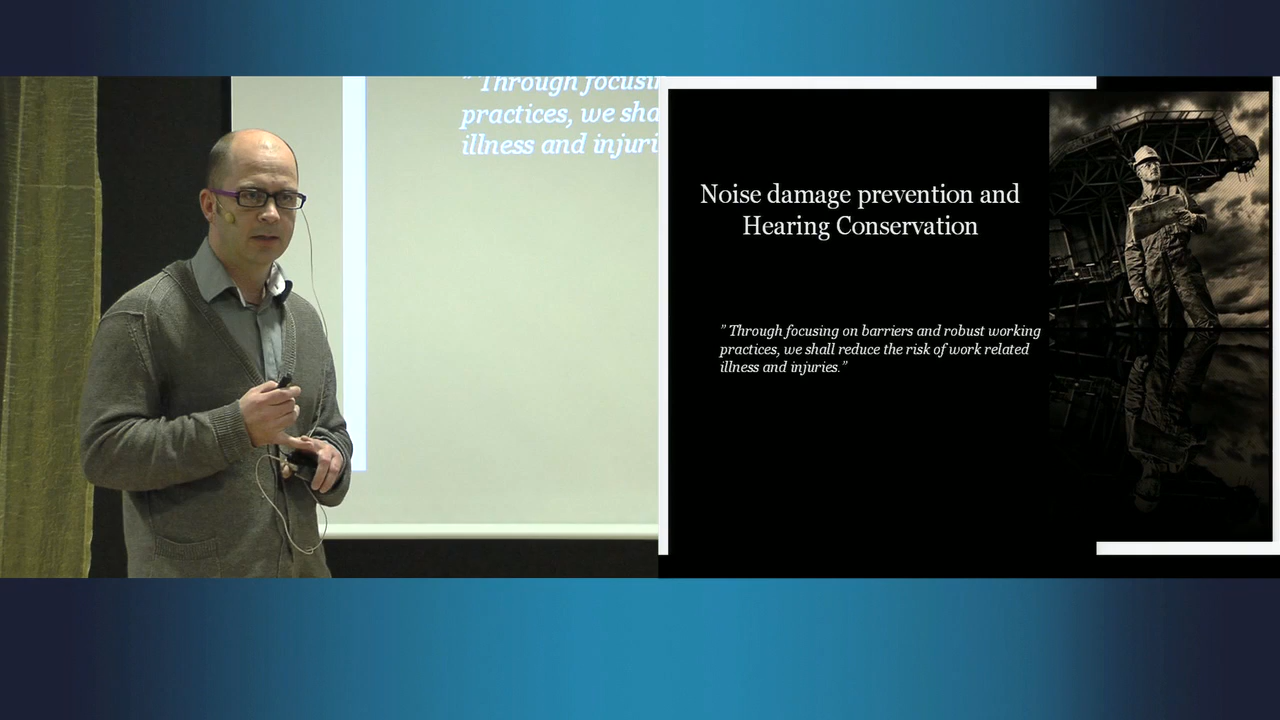 " Through focusi
practices, we sha
illness and injuri
Noise damage prevention and
Hearing Conservation
" Through focusing on barriers and robust working
practices, we shall reduce the risk of work related
illness and injuries."